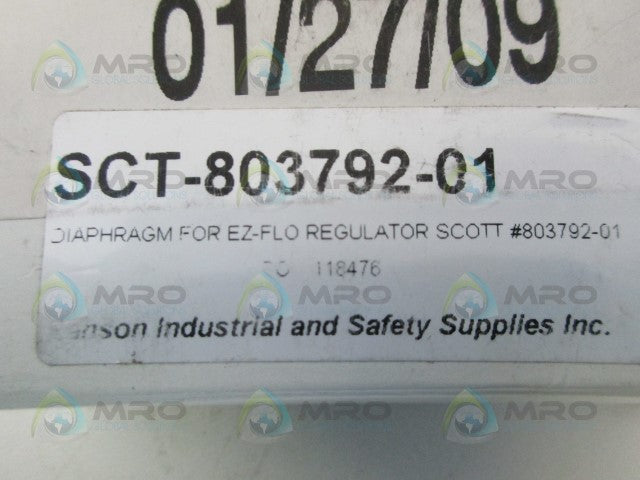 01/27/09
SCT-803792-01
DIAPHRAGM FOR EZ-FLO REGULATOR SCOTT #803792-01
118476
Industrial and Safety Supplies Inc.
MRO